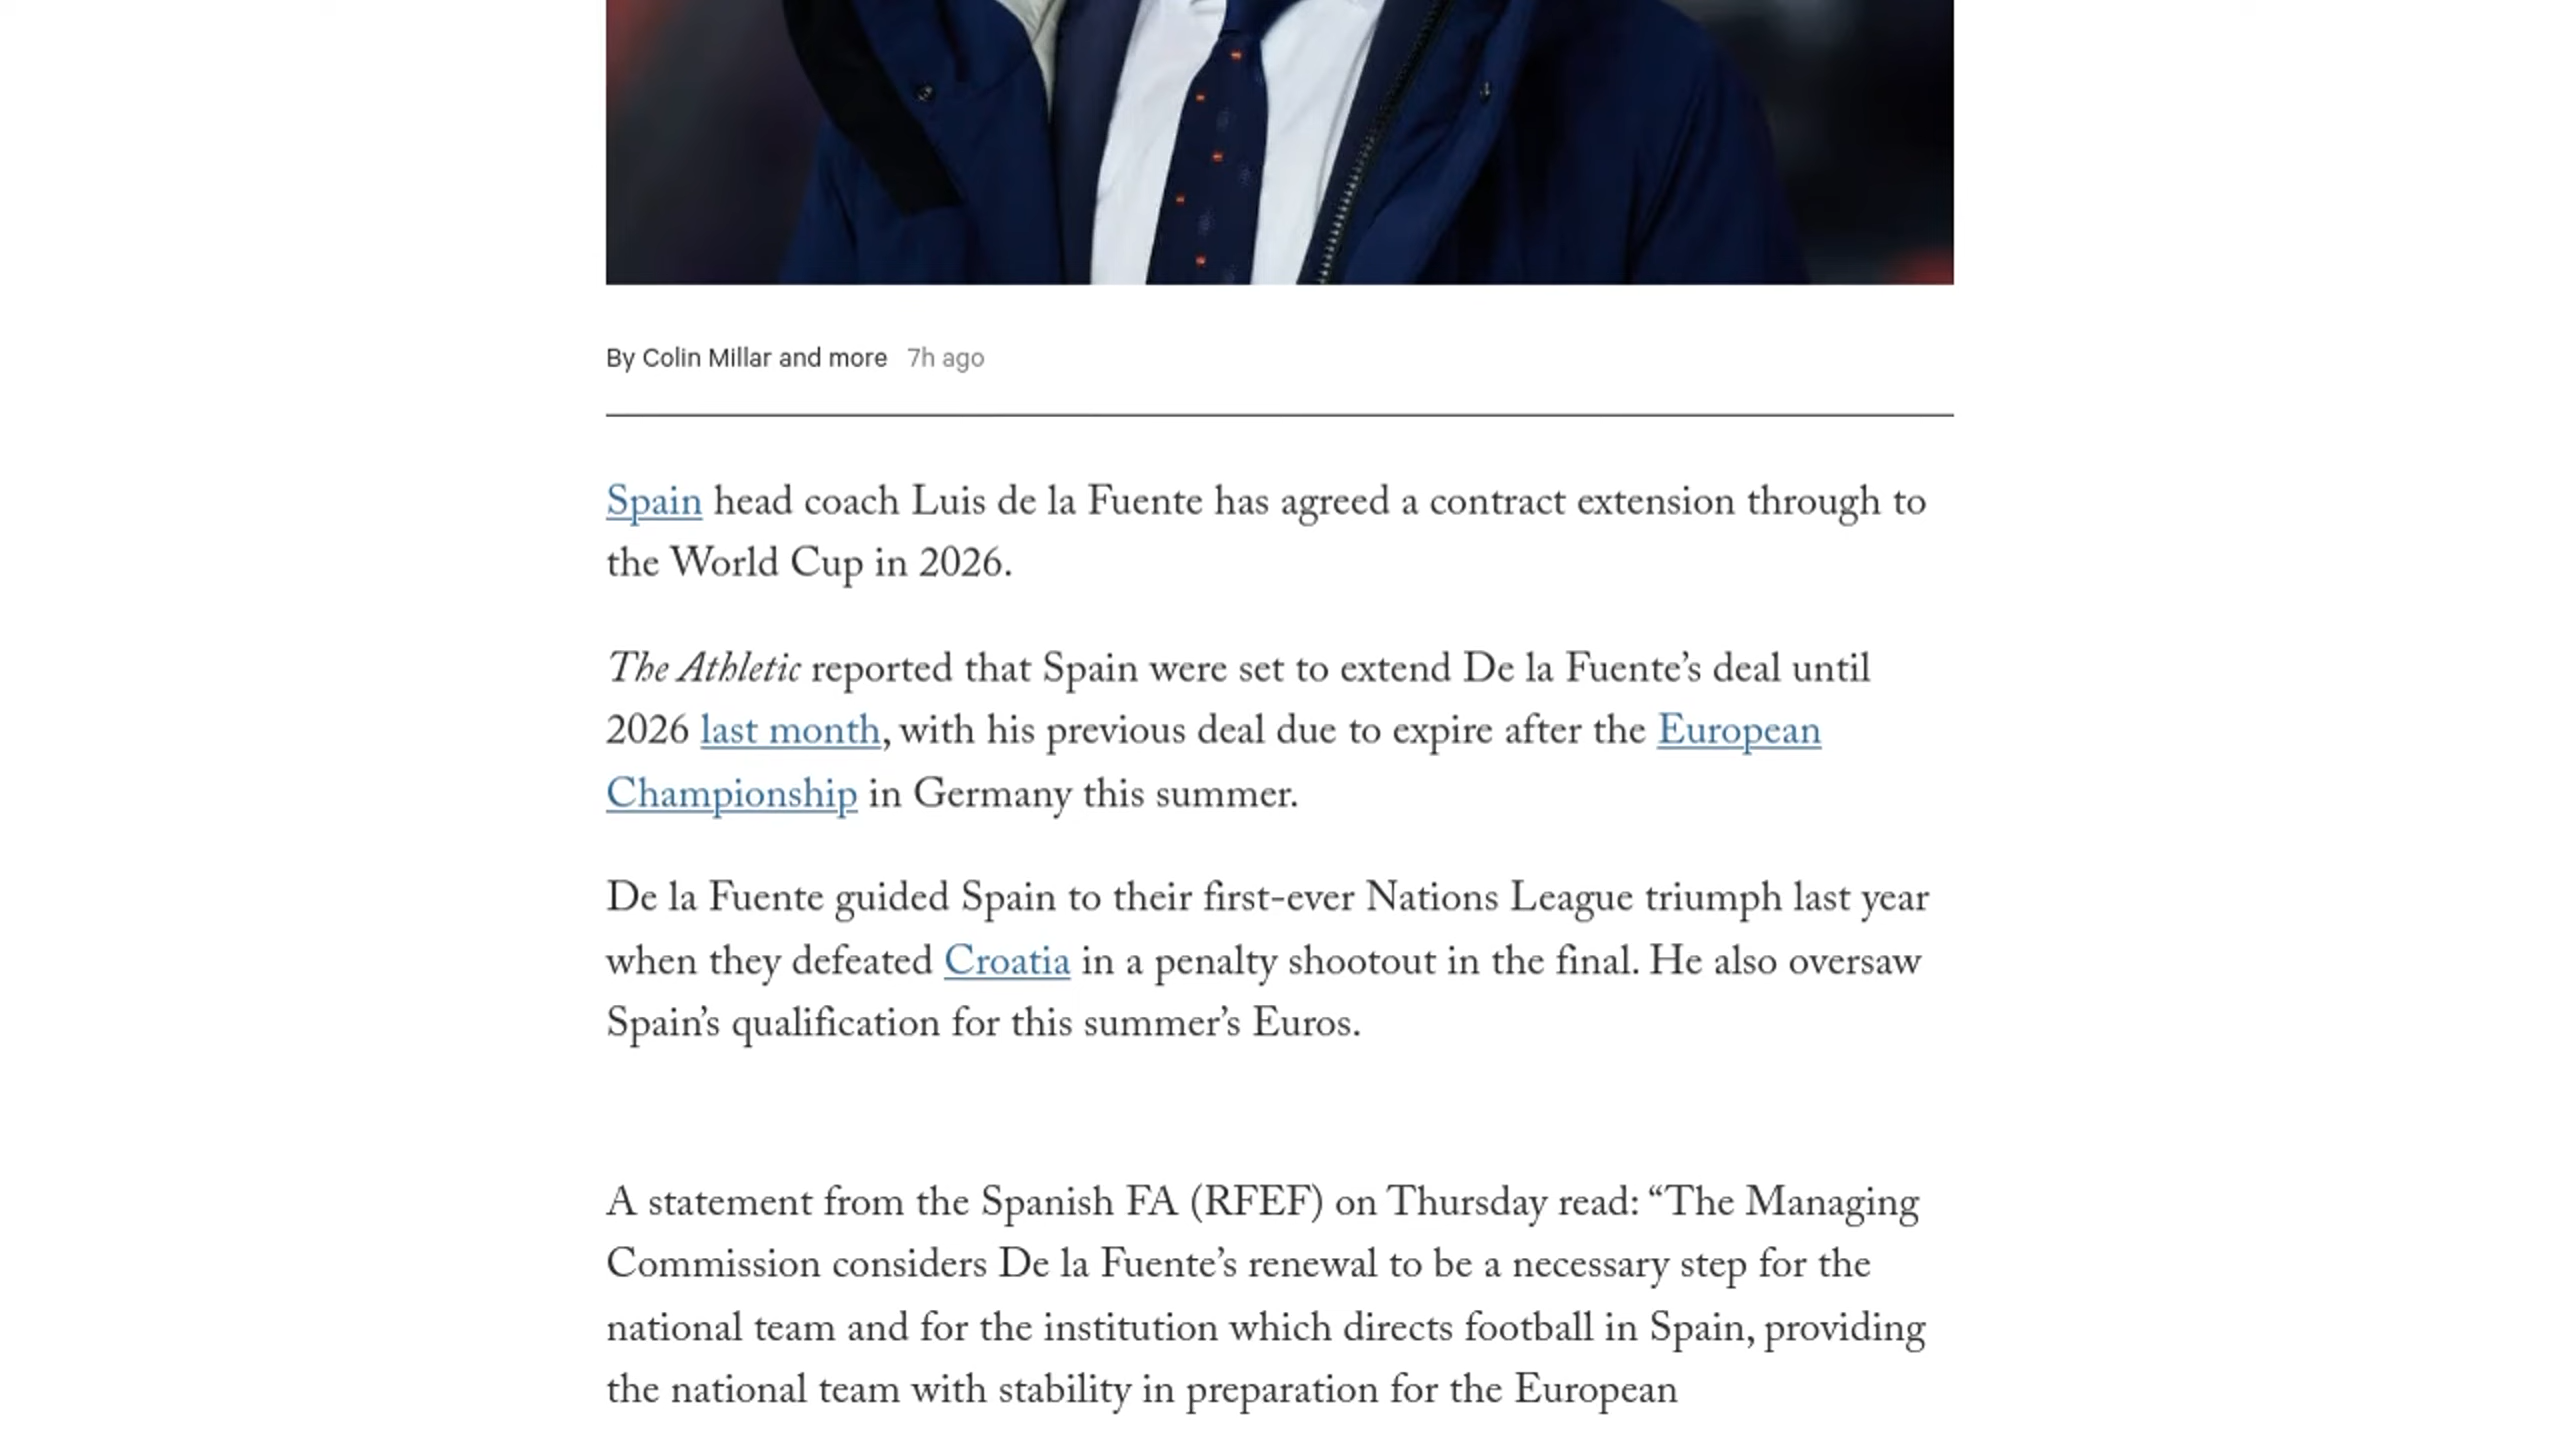 By Colin Millar and more 7h ago
Spain head coach Luis de la Fuente has agreed a contract extension through to
the World Cup in 2026.
The Athletic reported that Spain were set to extend De la Fuente’s deal until
2026 last month, with his previous deal due to expire after the European
Championship in Germany this summer.
De la Fuente guided Spain to their first-ever Nations League triumph last year
when they defeated Croatia in a penalty shootout in the final. He also oversaw
Spain’s qualification for this summer’s Euros.
A statement from the Spanish FA (RFEF) on Thursday read: “The Managing
Commission considers De la Fuente’s renewal to be a necessary step for the
national team and for the institution which directs football in Spain, providing
the national team with stability in preparation for the European